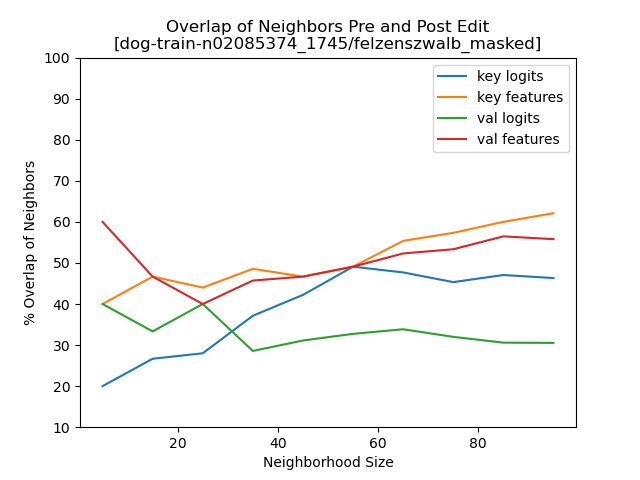 Overlap of Neighbors Pre and Post Edit
[dog-train-n02085374_1745/felzenszwalb_masked]
100
90
80
70
60
50
40
30
20
10
% Overlap of Neighbors
key logits
key features
val logits
val features
20 40 60 80
Neighborhood Size